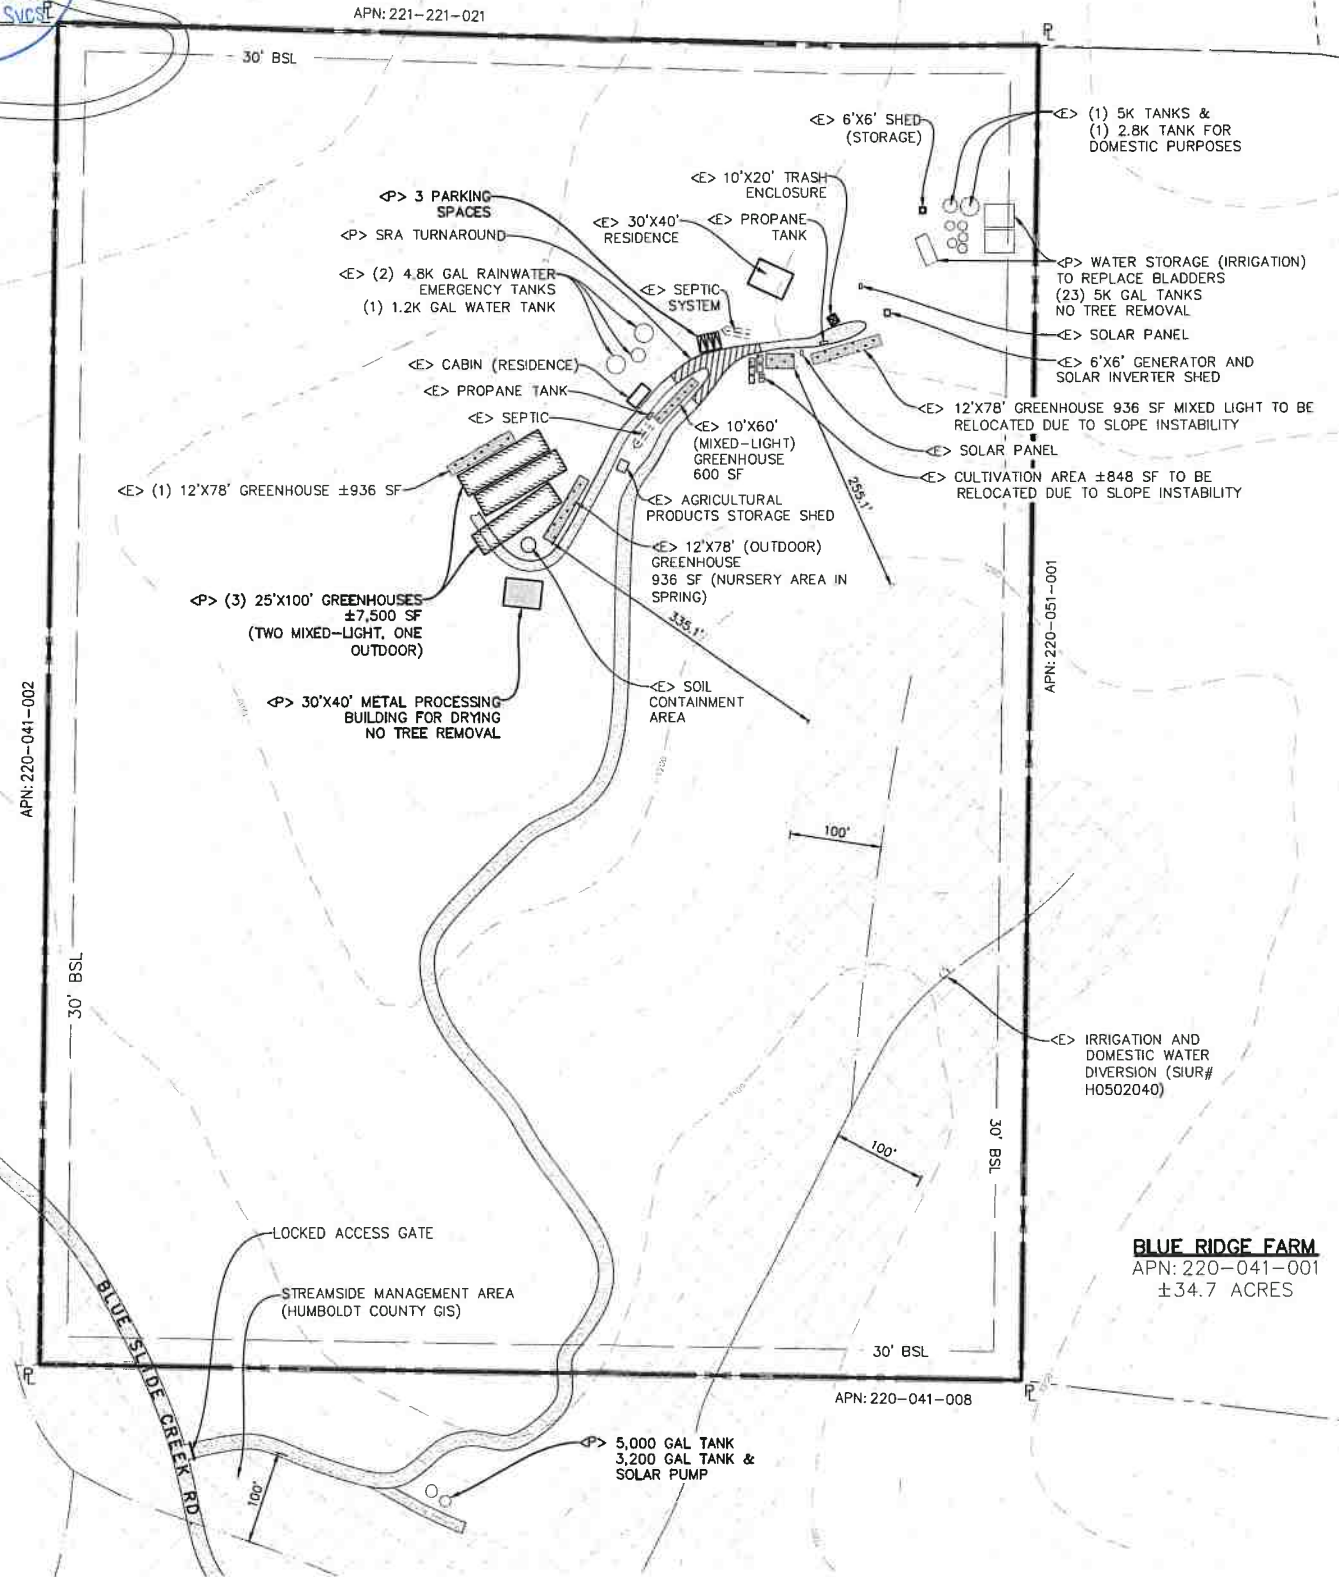 SVCS
PL
APN: 221-221-021
PL
30' BSL
<E> 6'X6' SHED
(STORAGE)
<E> (1) 5K TANKS &
(1) 2.8K TANK FOR
DOMESTIC PURPOSES
<E> 10'X20' TRASH
ENCLOSURE
<P> 3 PARKING
SPACES
<E> 30'X40'
RESIDENCE
<E> PROPANE
TANK
<P> SRA TURNAROUND
<E> (2) 4.8K GAL RAINWATER
EMERGENCY TANKS
(1) 1.2K GAL WATER TANK
<E> SEPTIC
SYSTEM
<P> WATER STORAGE (IRRIGATION)
TO REPLACE BLADDERS
(23) 5K GAL TANKS
NO TREE REMOVAL
<E> SOLAR PANEL
<E> 6'X6' GENERATOR AND
SOLAR INVERTER SHED
<E> CABIN (RESIDENCE)
<E> PROPANE TANK
<E> SEPTIC
<E> 10'X60'
(MIXED-LIGHT)
GREENHOUSE
600 SF
<E> 12'X78' GREENHOUSE 936 SF MIXED LIGHT TO BE
RELOCATED DUE TO SLOPE INSTABILITY
<E> SOLAR PANEL
<E> CULTIVATION AREA ±848 SF TO BE
RELOCATED DUE TO SLOPE INSTABILITY
<E> (1) 12'X78' GREENHOUSE ±936 SF
255.1'
<E> AGRICULTURAL
PRODUCTS STORAGE SHED
<E> 12'X78' (OUTDOOR)
GREENHOUSE
936 SF (NURSERY AREA IN
SPRING)
<P> (3) 25'X100' GREENHOUSES
±7,500 SF
(TWO MIXED-LIGHT, ONE
OUTDOOR)
335.1'
APN: 220-051-001
APN: 220-041-002
<P> 30'X40' METAL PROCESSING
BUILDING FOR DRYING
NO TREE REMOVAL
<E> SOIL
CONTAINMENT
AREA
100'
30' BSL
<E> IRRIGATION AND
DOMESTIC WATER
DIVERSION (SIUR#
H0502040)
100'
30' BSL
LOCKED ACCESS GATE
STREAMSIDE MANAGEMENT AREA
(HUMBOLDT COUNTY GIS)
BLUE RIDGE FARM
APN: 220-041-001
±34.7 ACRES
BLUE SLIDE CREEK RD
30' BSL
PL
PL
APN: 220-041-008
<P> 5,000 GAL TANK
3,200 GAL TANK &
SOLAR PUMP
100'